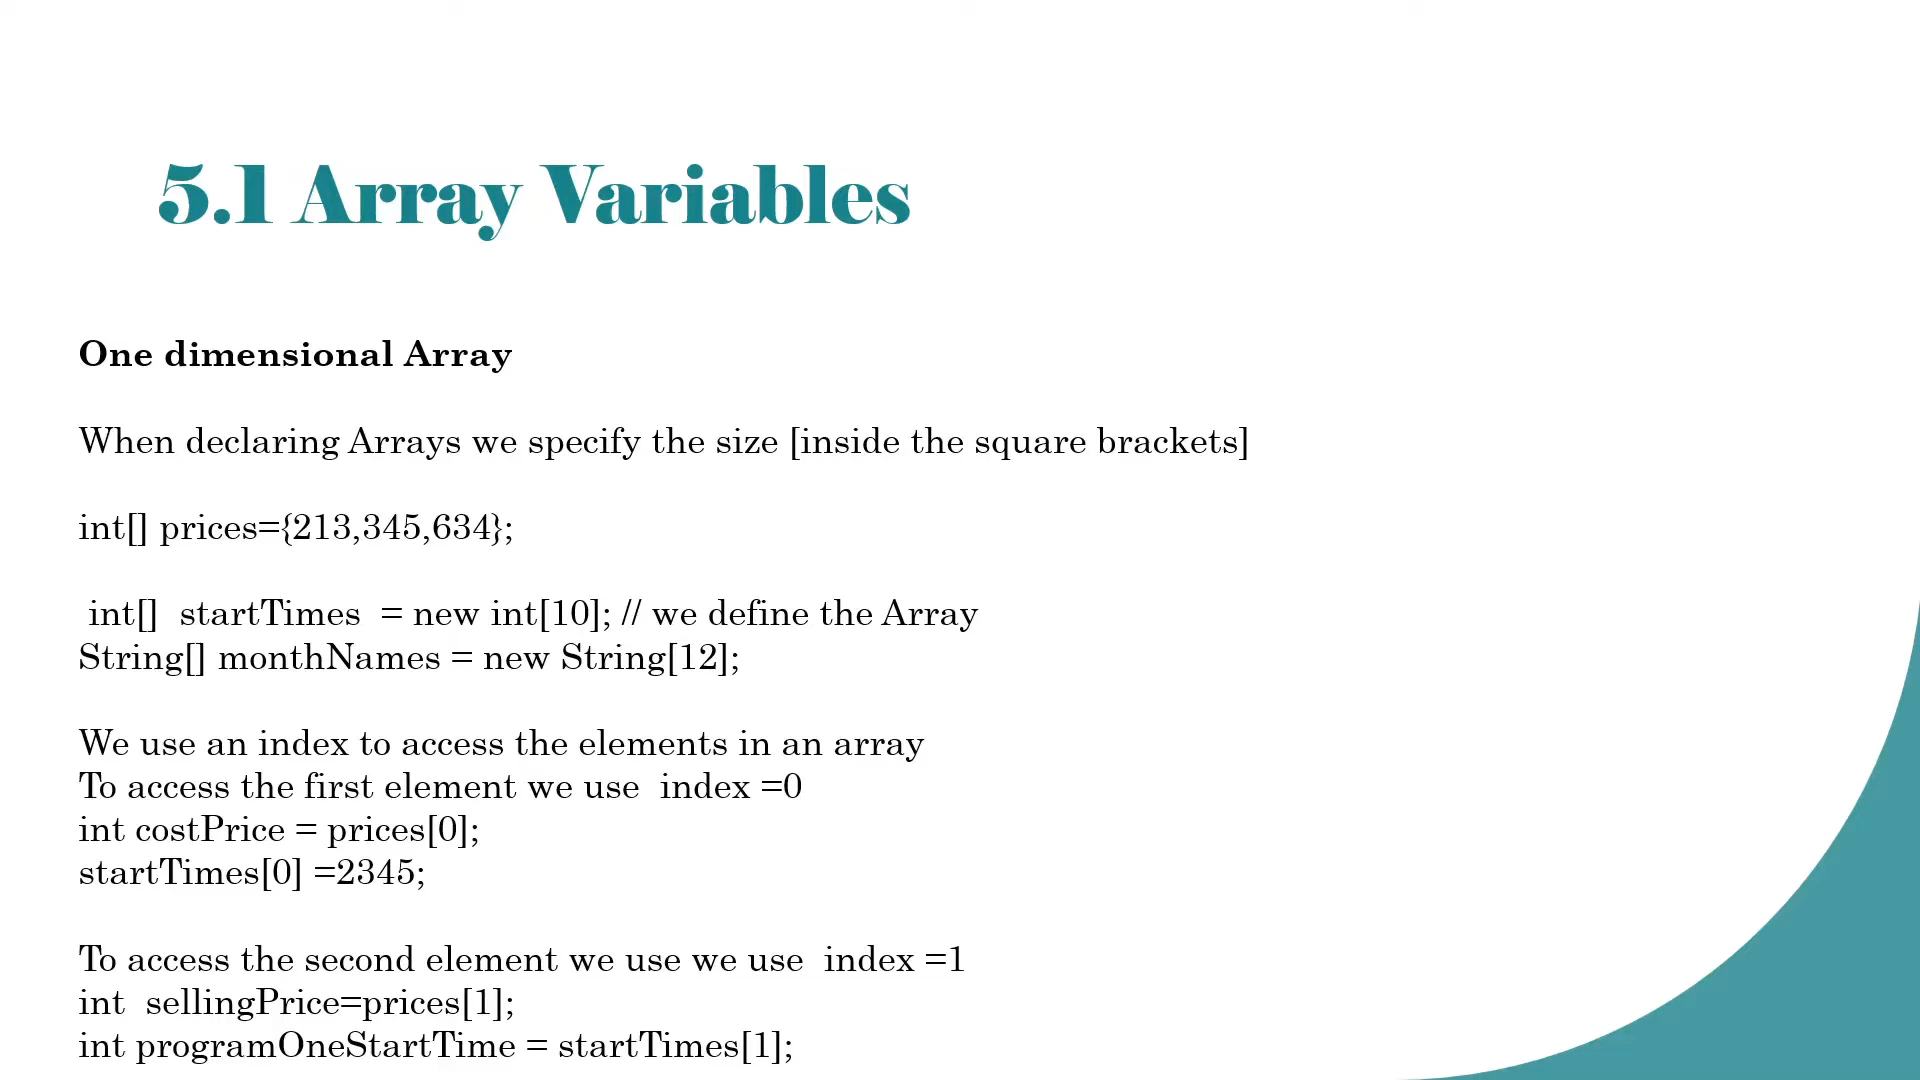 5.1 Array Variables
One dimensional Array
When declaring Arrays we specify the size [inside the square brackets]
int[] prices={213,345,634};
int[]  startTimes  = new int[10]; // we define the Array
String[] monthNames = new String[12];
We use an index to access the elements in an array
To access the first element we use  index =0
int costPrice = prices[0];
startTimes[0] =2345;
To access the second element we use we use  index =1
int  sellingPrice=prices[1];
int programOneStartTime = startTimes[1];